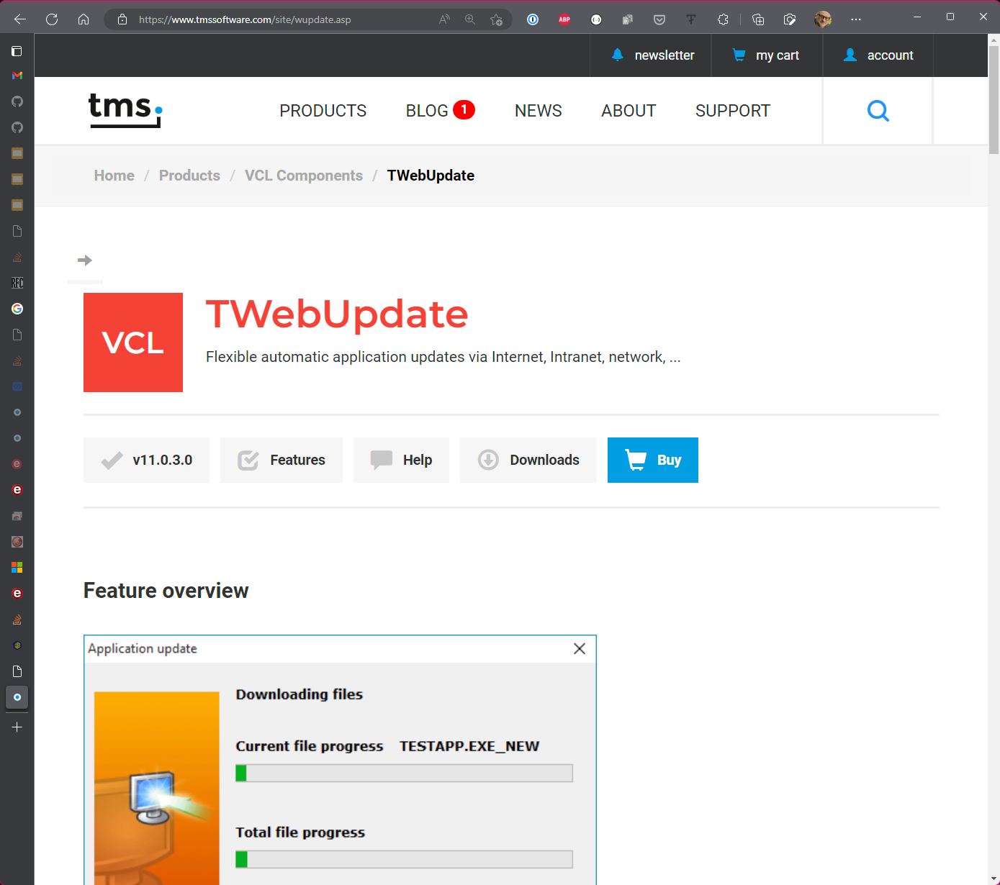 https://www.tmssoftware.com/site/wupdate.asp
ABP
newsletter
my cart
account
tms.
PRODUCTS
BLOG 1
NEWS
ABOUT
SUPPORT
Home / Products / VCL Components / TWebUpdate
RFC
VCL
TWebUpdate
Flexible automatic application updates via Internet, Intranet, network, ...
v11.0.3.0
Features
Help
Downloads
Buy
Feature overview
Application update
Downloading files
Current file progress TESTAPP.EXE_NEW
Total file progress